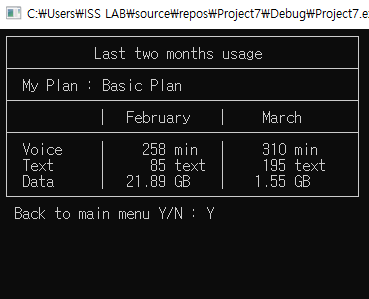 C:₩Users₩ISS LAB₩source₩repos₩Project7₩Debug₩Project7.e
Last two months usage
My Plan : Basic Plan
| February | March
Voice | 258 min | 310 min
Text | 85 text | 195 text
Data | 21.89 GB | 1.55 GB
Back to main menu Y/N : Y